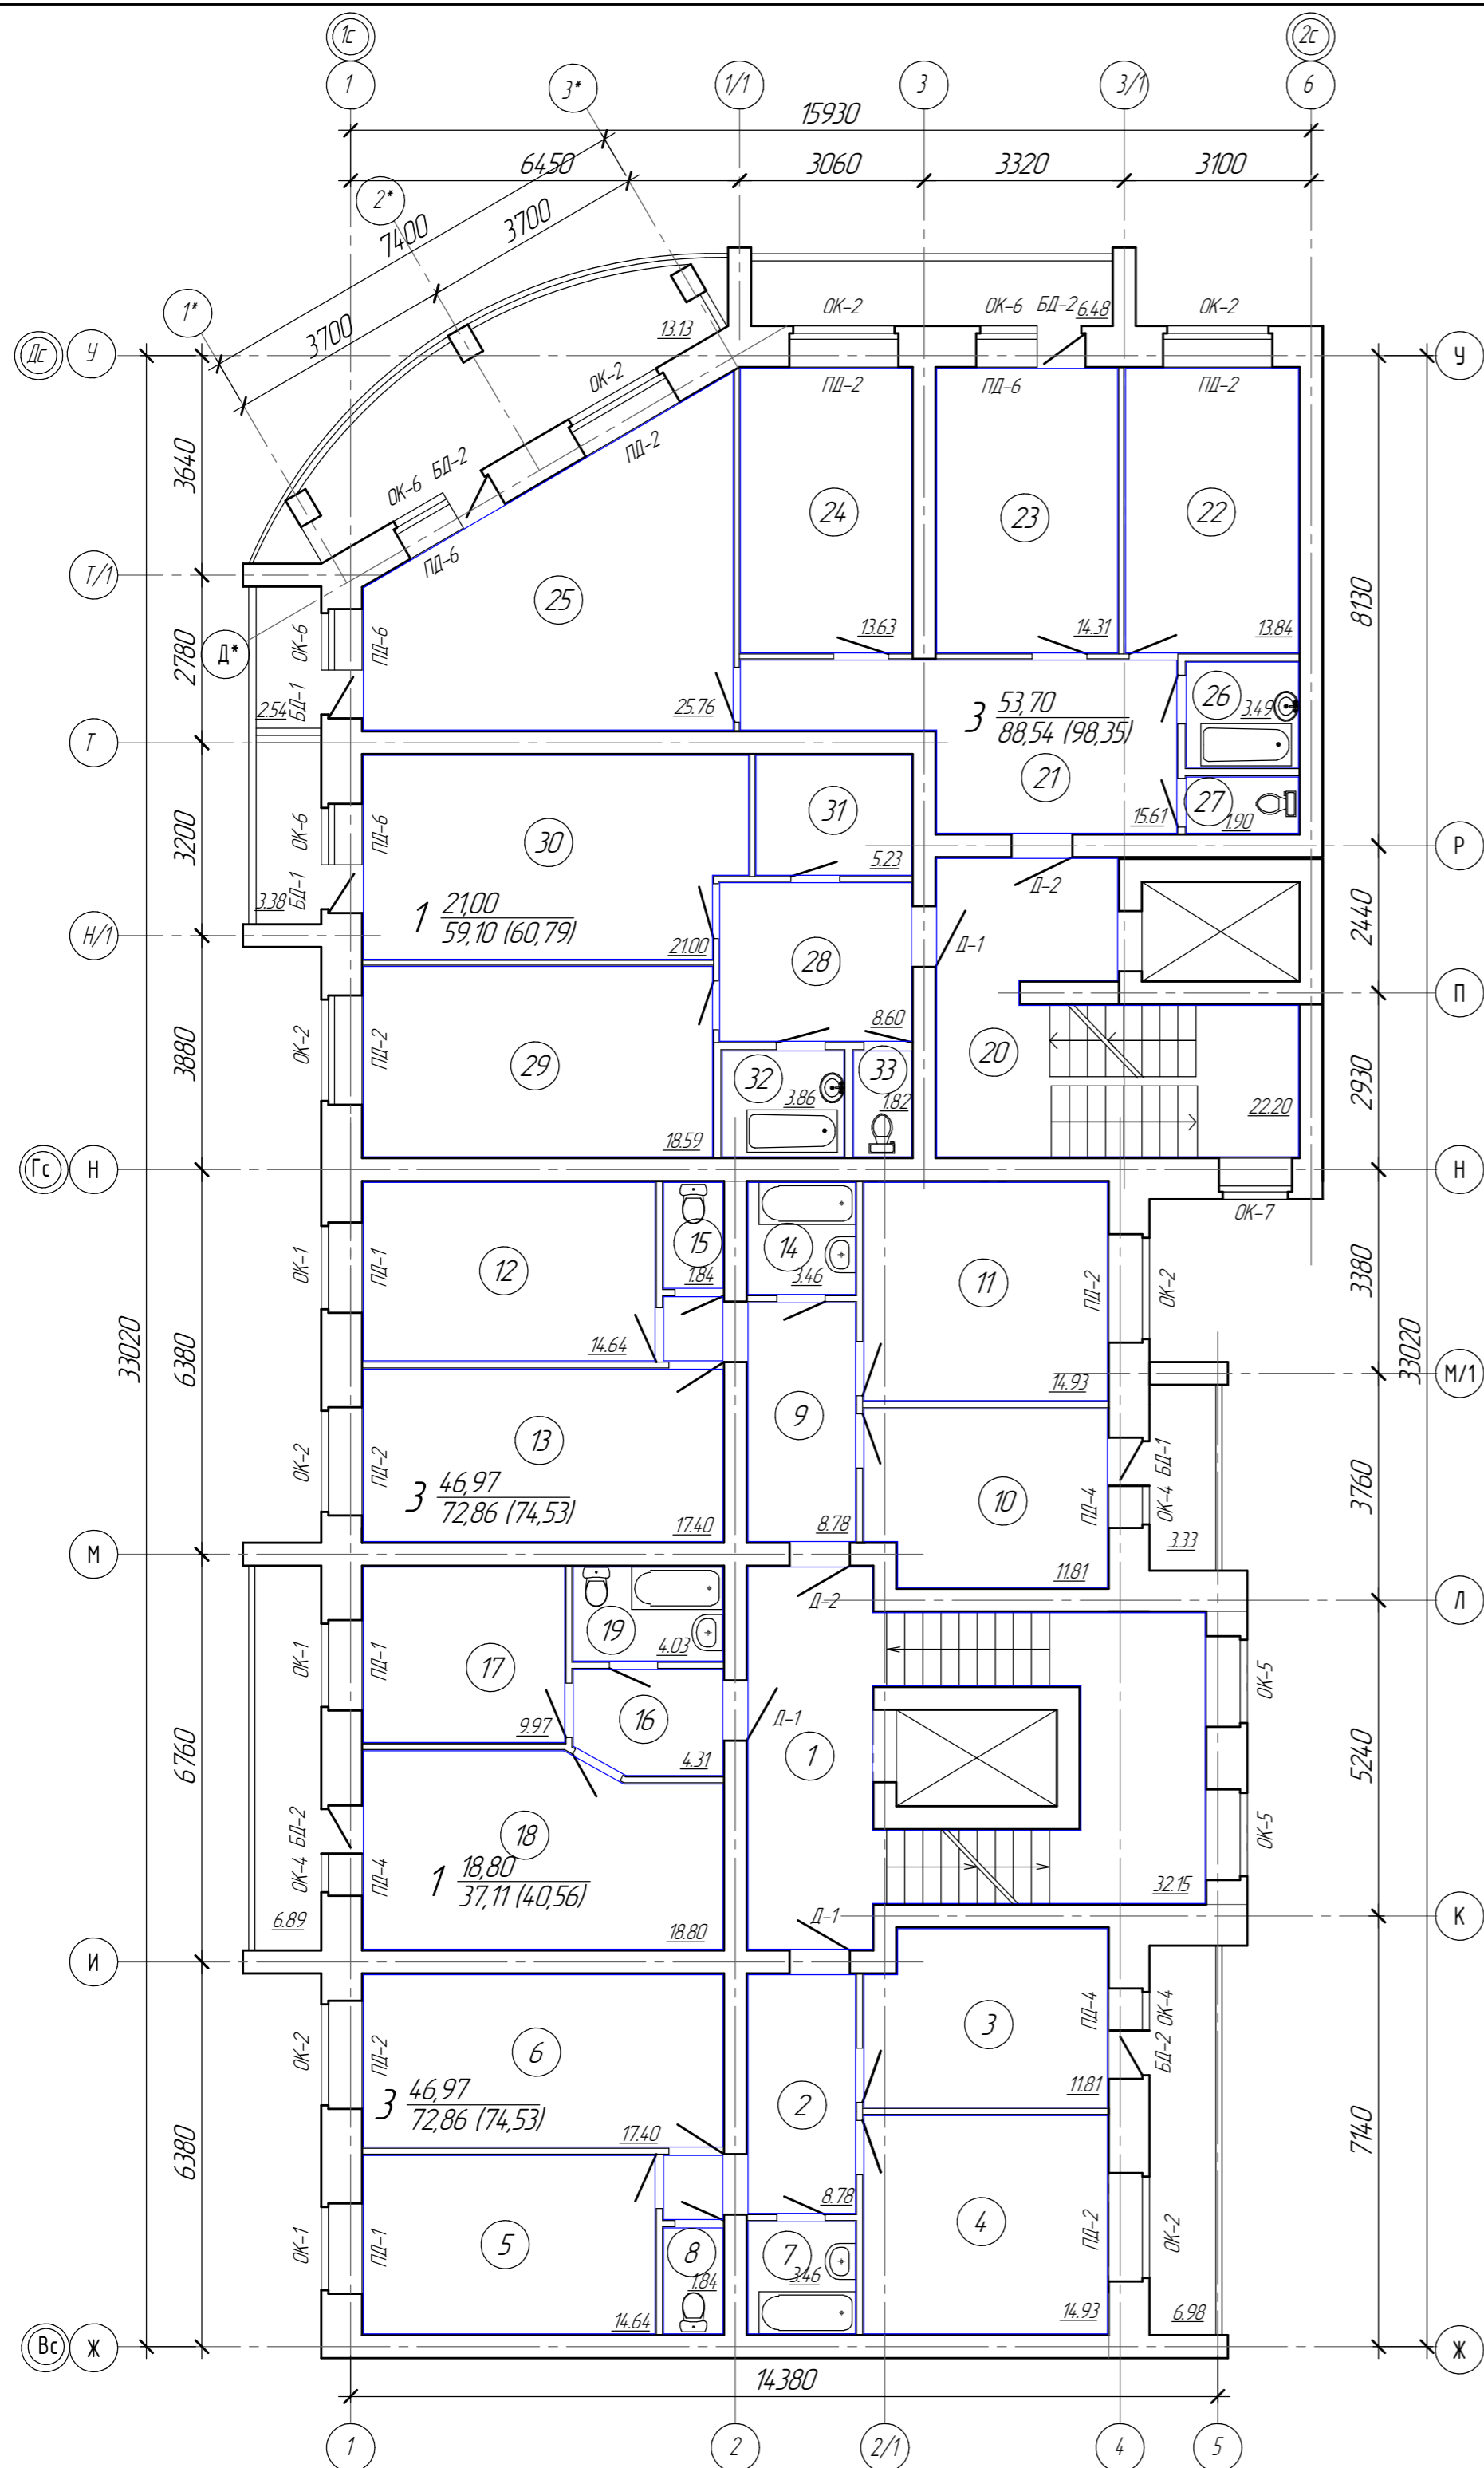 1с
2с
1
3*
1/1
3
3/1
6
15930
6450
3060
3320
3100
2*
7400
3700
1*
3700
13.13
ОК-2
ОК-6
БД-2
6.48
ОК-2
Дс
У
У
ОК-2
ПД-2
ПД-6
ПД-2
3640
ОК-6
БД-2
ПД-2
24
23
22
Т/1
ПД-6
25
8130
2780
Д*
ОК-6
ПД-6
13.63
14.31
13.84
2.54
БД-1
25.76
3
53,70
88,54 (98,35)
26
3.49
Т
21
3200
ОК-6
ПД-6
30
31
15.61
27
1.90
Р
5.23
Д-2
3.38
БД-1
1
21,00
59,10 (60,79)
21.00
2440
Н/1
28
Д-1
П
3880
ОК-2
ПД-2
29
8.60
20
32
3.86
33
1.82
2930
22.20
18.59
Гс
Н
Н
ОК-7
15
14
ОК-1
ПД-1
12
1.84
3.46
11
ПД-2
ОК-2
3380
33020
6380
14.64
14.93
33020
М/1
13
9
ОК-2
ПД-2
3
46,97
72,86 (74,53)
10
БД-1
ПД-4
ОК-4
3760
17.40
8.78
3.33
М
11.81
Д-2
Л
19
4.03
ОК-1
ПД-1
17
ОК-5
16
Д-1
9.97
4.31
1
6760
5240
БД-2
18
ОК-5
ОК-4
ПД-4
1
18,80
37,11 (40,56)
32.15
6.89
18.80
Д-1
К
И
ПД-4
ОК-4
3
ОК-2
ПД-2
6
БД-2
3
46,97
72,86 (74,53)
11.81
2
17.40
6380
7140
8.78
4
ПД-2
ОК-2
ОК-1
ПД-1
5
8
7
1.84
3.46
14.64
14.93
6.98
Вс
Ж
Ж
14380
1
2
2/1
4
5